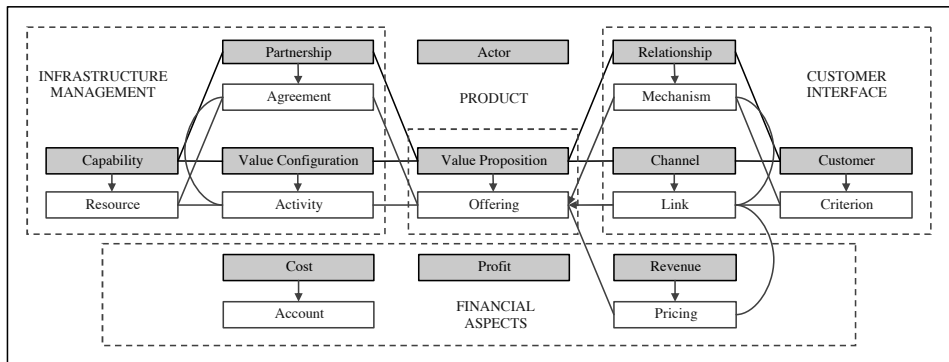 Partnership
Actor
Relationship
INFRASTRUCTURE
MANAGEMENT
Agreement
PRODUCT
Mechanism
CUSTOMER
INTERFACE
Capability
Value Configuration
Value Proposition
Channel
Customer
Resource
Activity
Offering
Link
Criterion
Cost
Profit
Revenue
Account
FINANCIAL
ASPECTS
Pricing